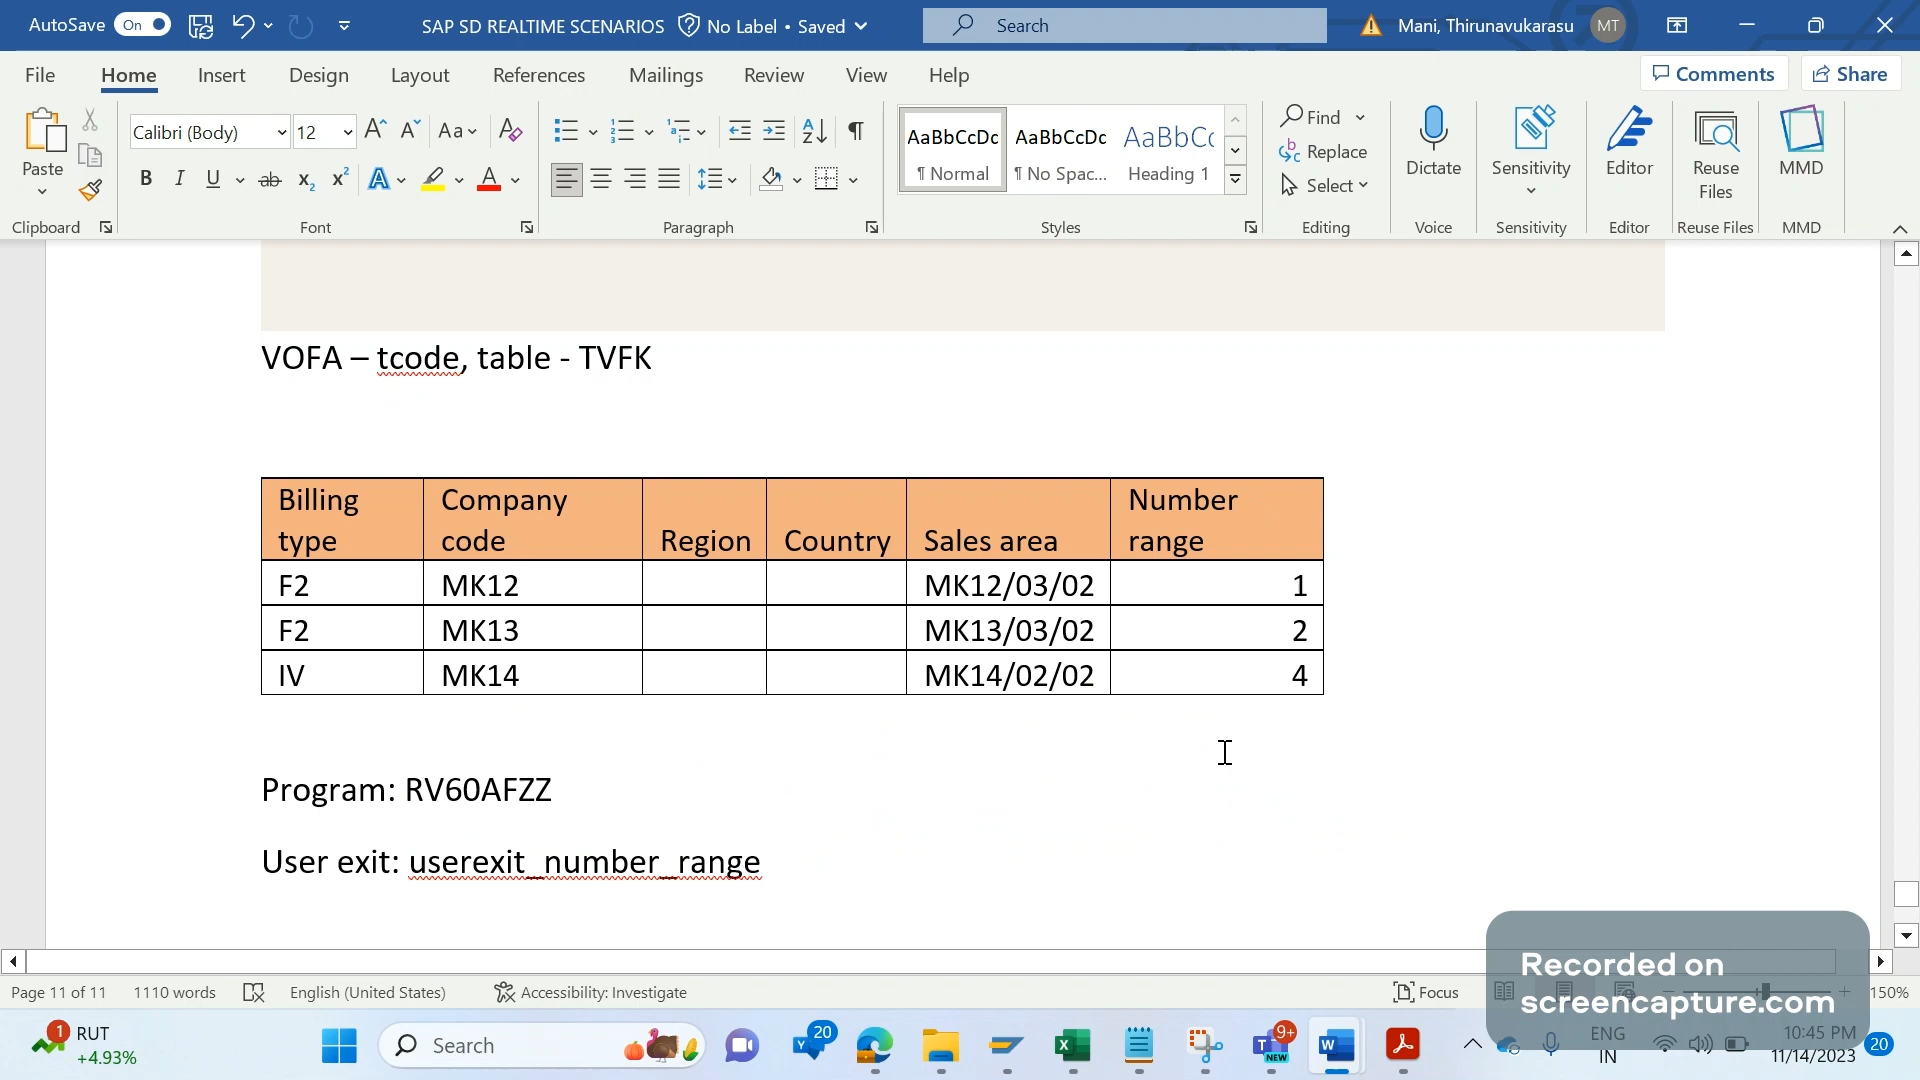 AutoSave On SAP SD REALTIME SCENARIOS No Label • Saved Search Mani, Thirunavukarasu MT
File Home Insert Design Layout References Mailings Review View Help Comments Share
Paste
Calibri (Body) 12 Aa
AaBbCcDc AaBbCcDc AaBbCc
¶ Normal ¶ No Spac... Heading 1
Find
Replace
Select
Dictate
Sensitivity
Editor
Reuse Files
MMD
Clipboard Font Paragraph Styles Editing Voice Sensitivity Editor Reuse Files MMD
VOFA – tcode, table - TVFK
Billing type Company code Region Country Sales area Number range
F2 MK12 MK12/03/02 1
F2 MK13 MK13/03/02 2
IV MK14 MK14/02/02 4
Program: RV60AFZZ
User exit: userexit_number_range
Recorded on
screencapture.com
Page 11 of 11 1110 words English (United States) Accessibility: Investigate Focus 150%
1 RUT
+4.93%
Search
20
9+
NEW
ENG
IN
10:45 PM
11/14/2023
20